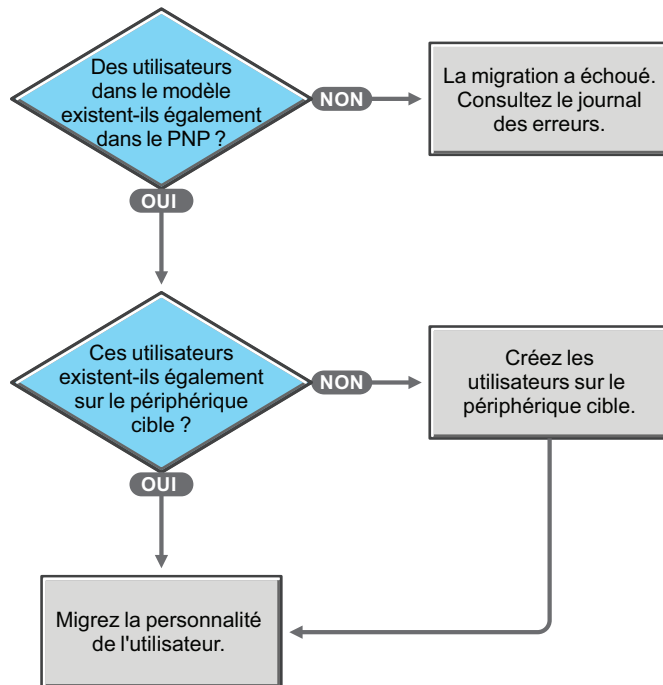 Des utilisateurs
dans le modèle
existent-ils également
dans le PNP ?
NON
La migration a échoué.
Consultez le journal
des erreurs.
OUI
Ces utilisateurs
existent-ils également
sur le périphérique
cible ?
NON
Créez les
utilisateurs sur le
périphérique cible.
OUI
Migrez la personnalité
de l'utilisateur.